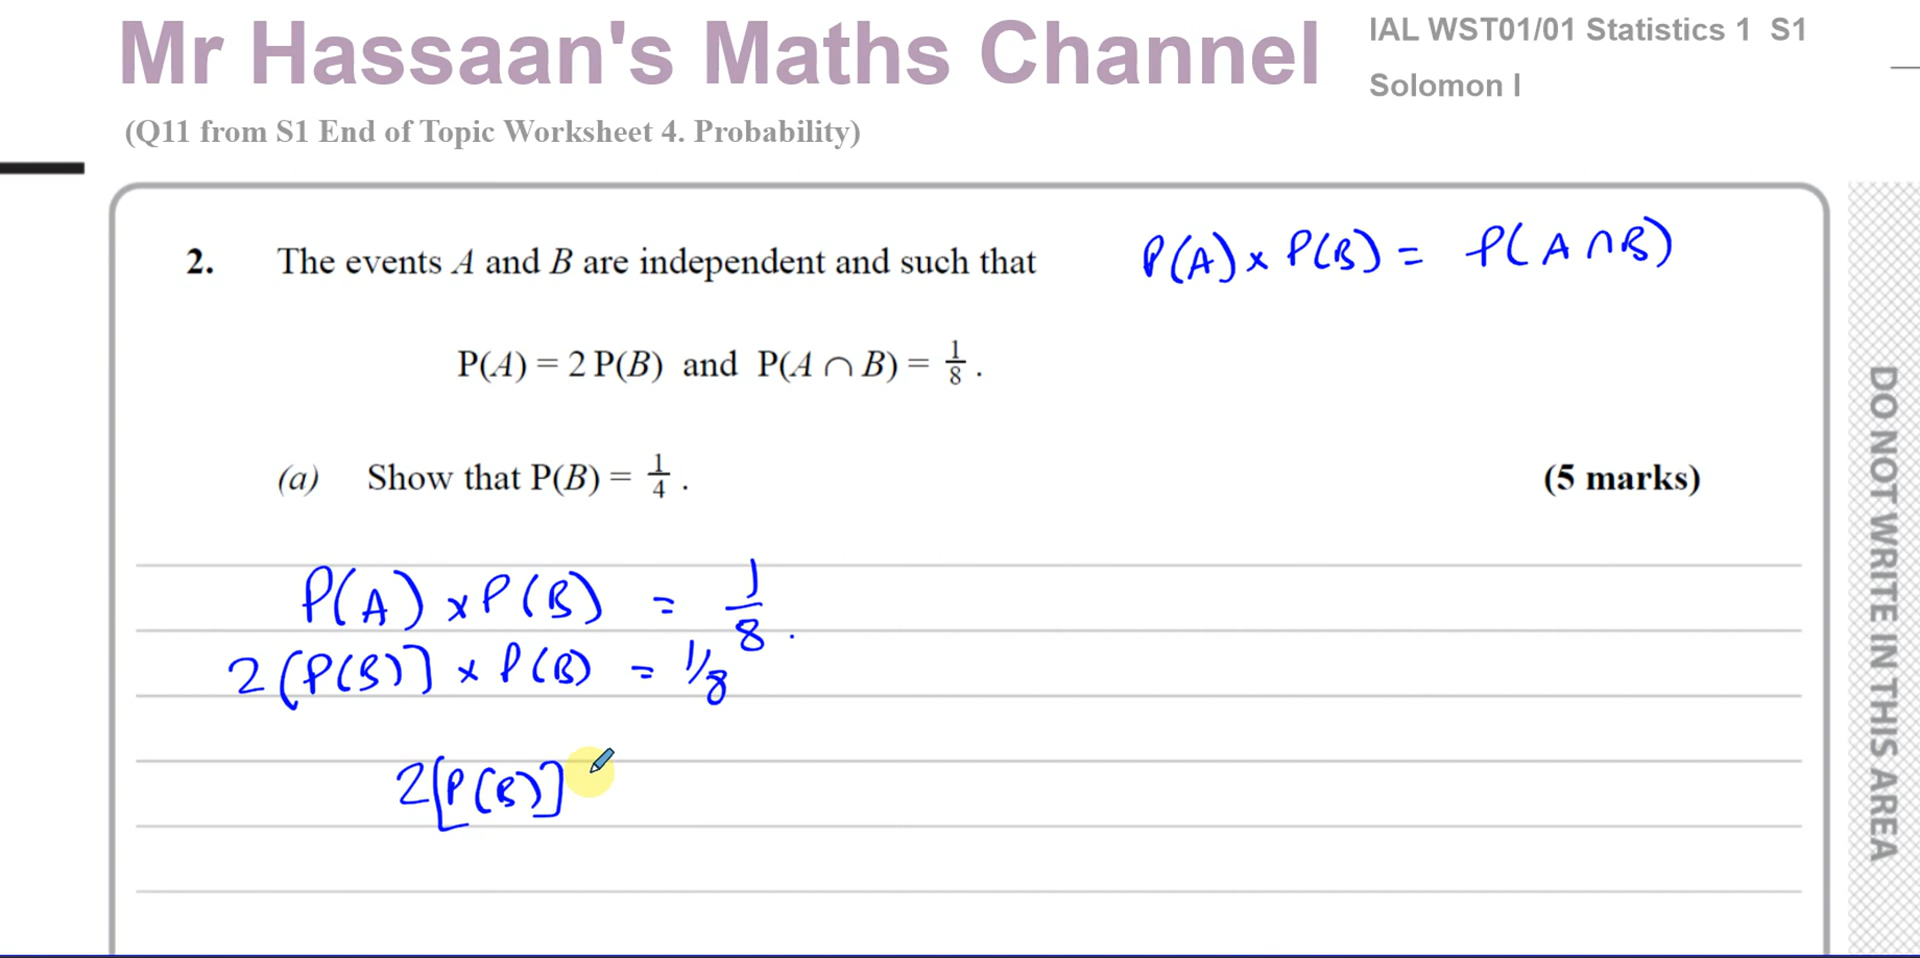 Mr Hassaan's Maths Channel
IAL WST01/01 Statistics 1 S1
Solomon I
(Q11 from S1 End of Topic Worksheet 4. Probability)
2. The events A and B are independent and such that
P(A) × P(B) = P(A ∩ B)
P(A) = 2 P(B) and P(A ∩ B) = 1/8 .
(a) Show that P(B) = 1/4 .
(5 marks)
P(A) × P(B) = 1/8 .
2(P(B)] × P(B) = 1/8
2[P(B)]
DO NOT WRITE IN THIS AREA